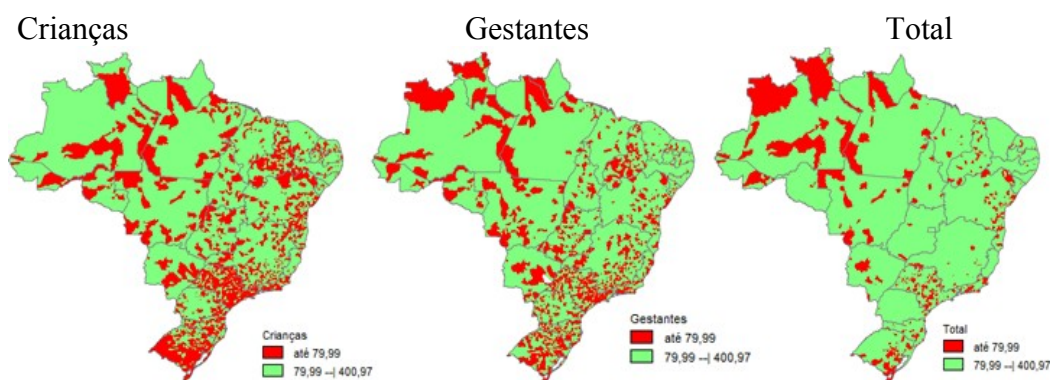 Crianças
Gestantes
Total
Crianças
até 79,99
79,99 --| 400,97
Gestantes
até 79,99
79,99 --| 400,97
Total
até 79,99
79,99 --| 400,97